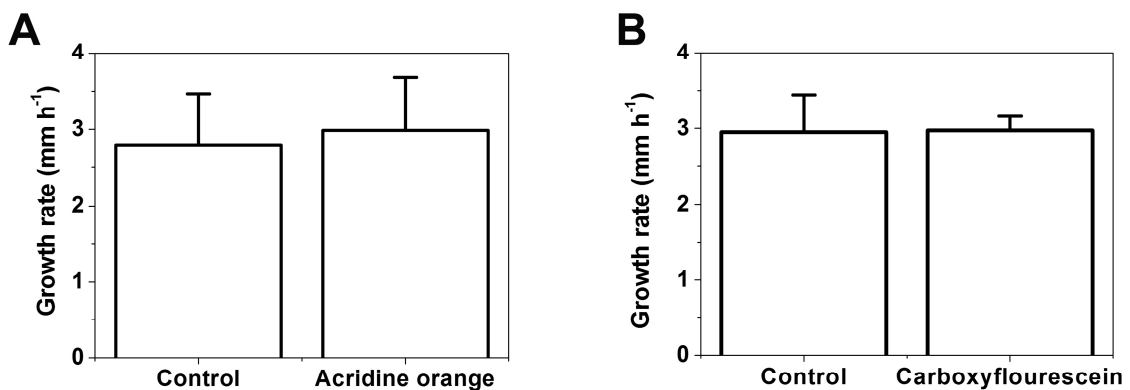 A
Growth rate (mm h⁻¹)
4
3
2
1
0
Control
Acridine orange
B
Growth rate (mm h⁻¹)
4
3
2
1
0
Control
Carboxyflourescein